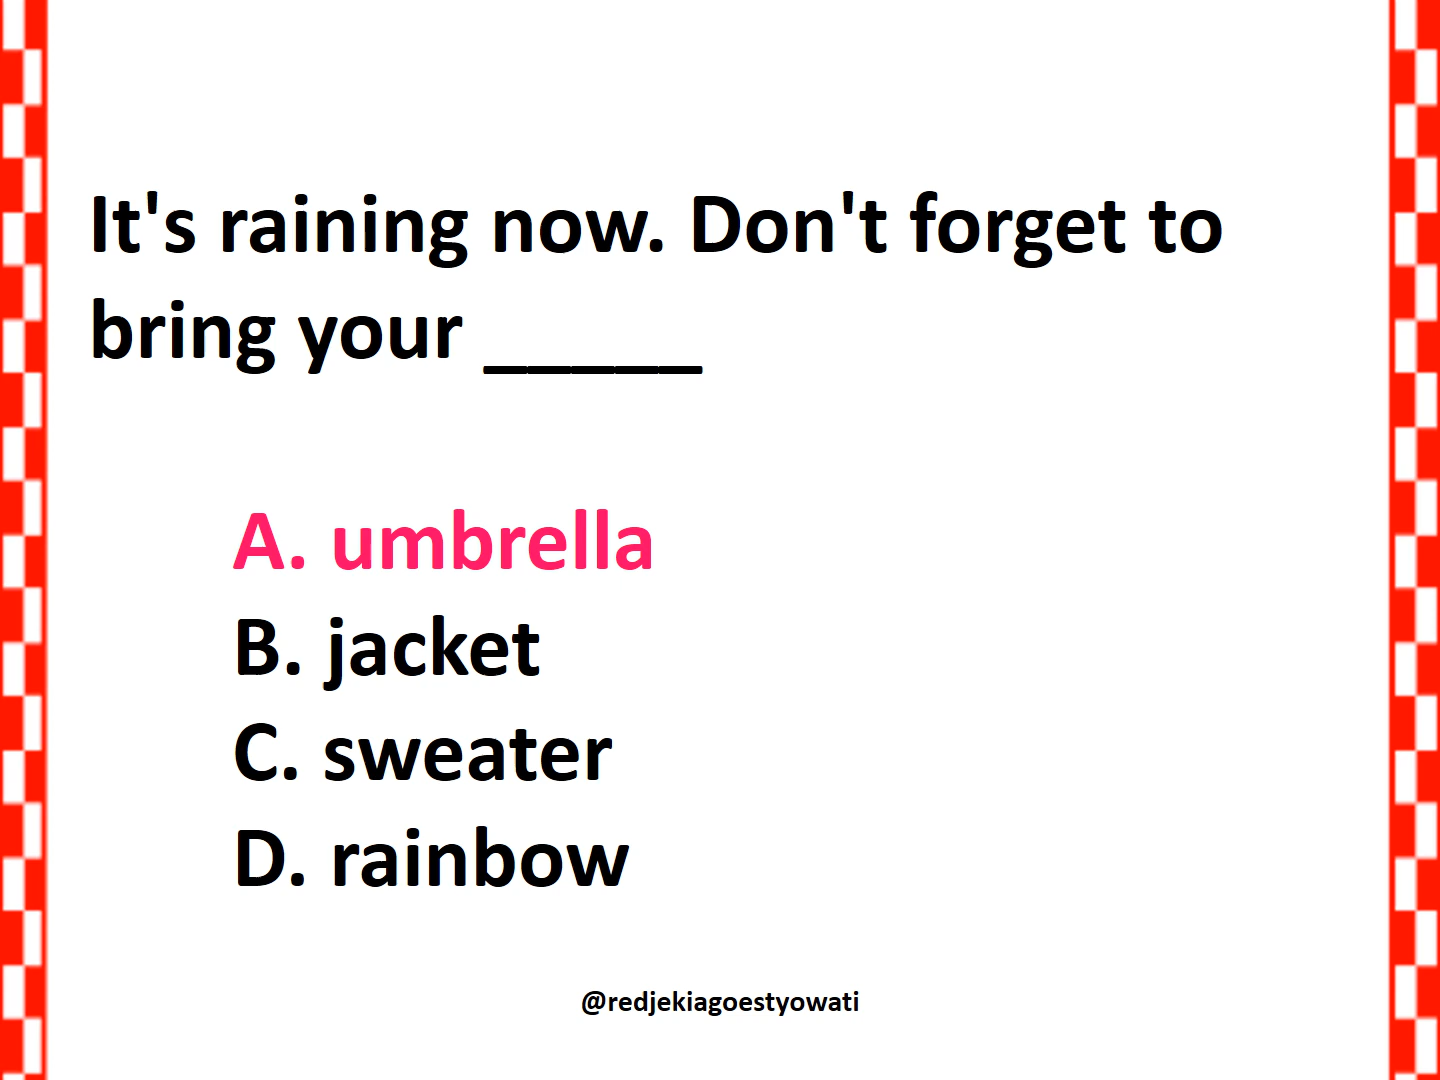 It's raining now. Don't forget to
bring your _____
A. umbrella
B. jacket
C. sweater
D. rainbow
@redjekiagoestyowati